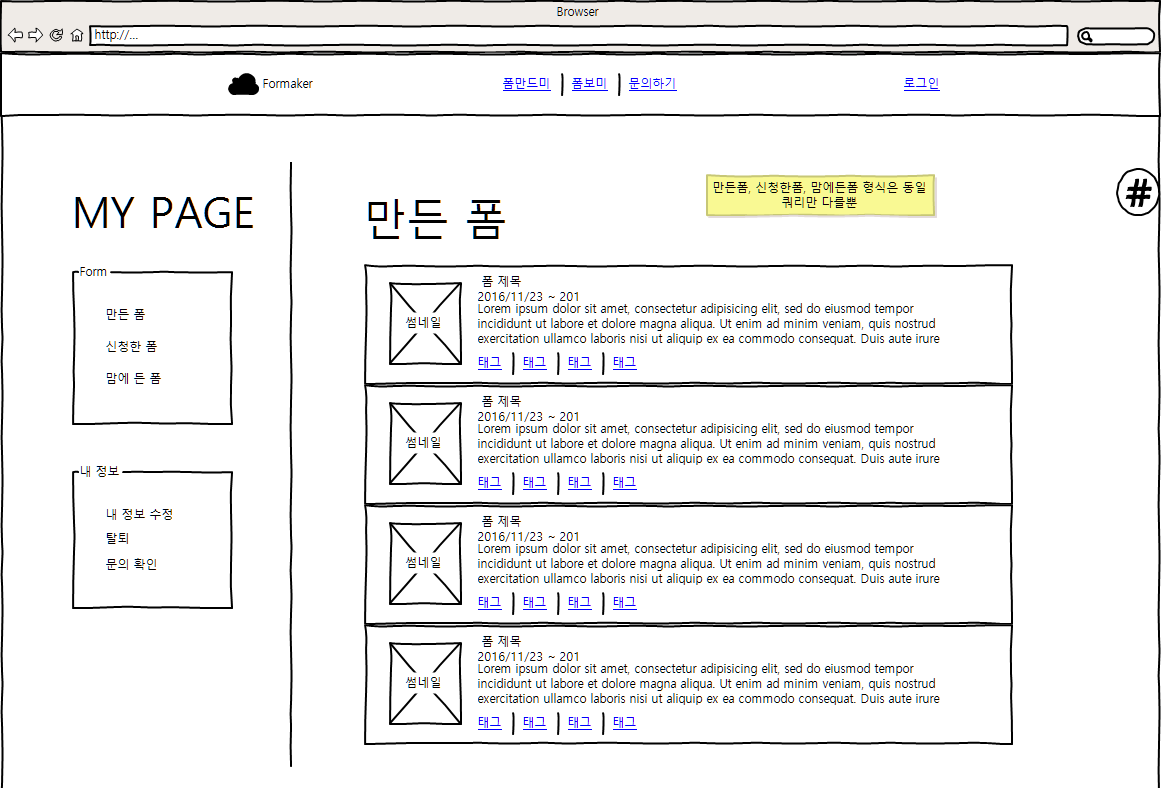 Browser
http://...
Formaker
폼만드미
폼보미
문의하기
로그인
MY PAGE
Form
만든 폼
신청한 폼
맘에 든 폼
내 정보
내 정보 수정
탈퇴
문의 확인
만든 폼
만든폼, 신청한폼, 맘에든폼 형식은 동일
쿼리만 다를뿐
#
썸네일
폼 제목
2016/11/23 ~ 201
Lorem ipsum dolor sit amet, consectetur adipisicing elit, sed do eiusmod tempor
incididunt ut labore et dolore magna aliqua. Ut enim ad minim veniam, quis nostrud
exercitation ullamco laboris nisi ut aliquip ex ea commodo consequat. Duis aute irure
태그 태그 태그 태그
썸네일
폼 제목
2016/11/23 ~ 201
Lorem ipsum dolor sit amet, consectetur adipisicing elit, sed do eiusmod tempor
incididunt ut labore et dolore magna aliqua. Ut enim ad minim veniam, quis nostrud
exercitation ullamco laboris nisi ut aliquip ex ea commodo consequat. Duis aute irure
태그 태그 태그 태그
썸네일
폼 제목
2016/11/23 ~ 201
Lorem ipsum dolor sit amet, consectetur adipisicing elit, sed do eiusmod tempor
incididunt ut labore et dolore magna aliqua. Ut enim ad minim veniam, quis nostrud
exercitation ullamco laboris nisi ut aliquip ex ea commodo consequat. Duis aute irure
태그 태그 태그 태그
썸네일
폼 제목
2016/11/23 ~ 201
Lorem ipsum dolor sit amet, consectetur adipisicing elit, sed do eiusmod tempor
incididunt ut labore et dolore magna aliqua. Ut enim ad minim veniam, quis nostrud
exercitation ullamco laboris nisi ut aliquip ex ea commodo consequat. Duis aute irure
태그 태그 태그 태그